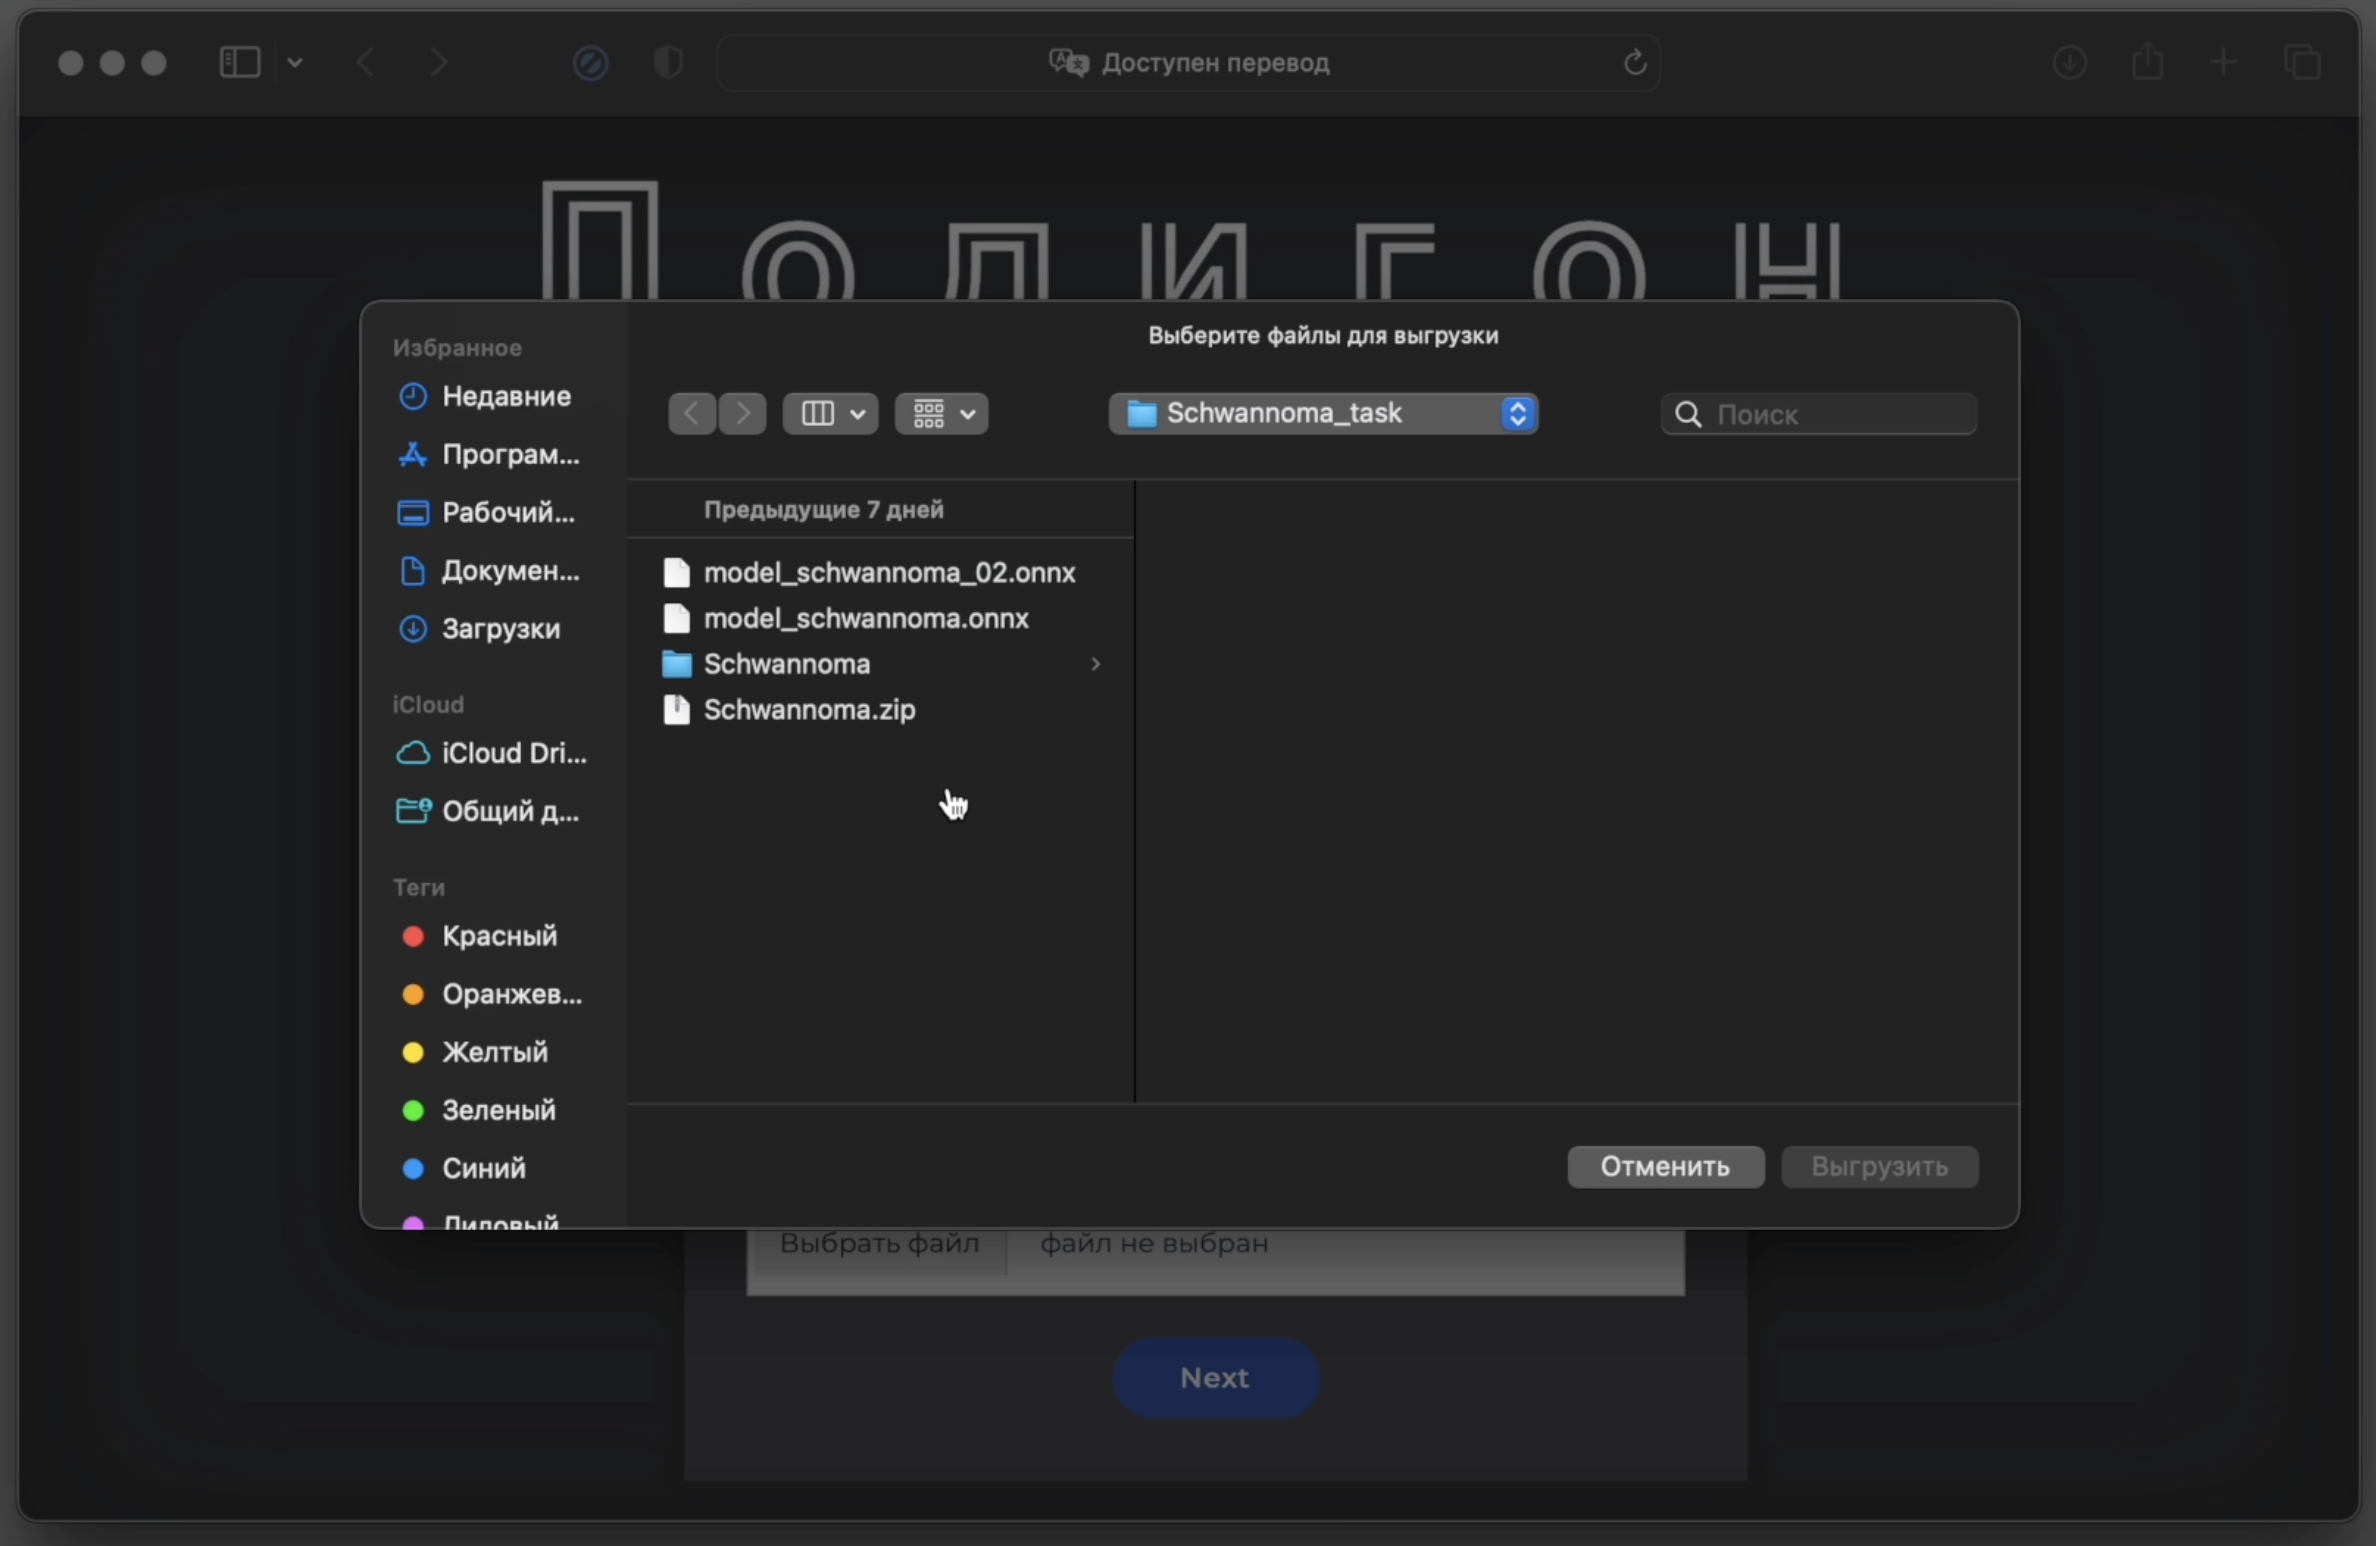 Доступен перевод
Полигон
Выберите файлы для выгрузки
Избранное
Недавние
Програм...
Рабочий...
Докумен...
Загрузки
iCloud
iCloud Dri...
Общий д...
Теги
Красный
Оранжев...
Желтый
Зеленый
Синий
Лиловый
Schwannoma_task
Поиск
Предыдущие 7 дней
model_schwannoma_02.onnx
model_schwannoma.onnx
Schwannoma
Schwannoma.zip
Отменить
Выгрузить
Выбрать файл
файл не выбран
Next